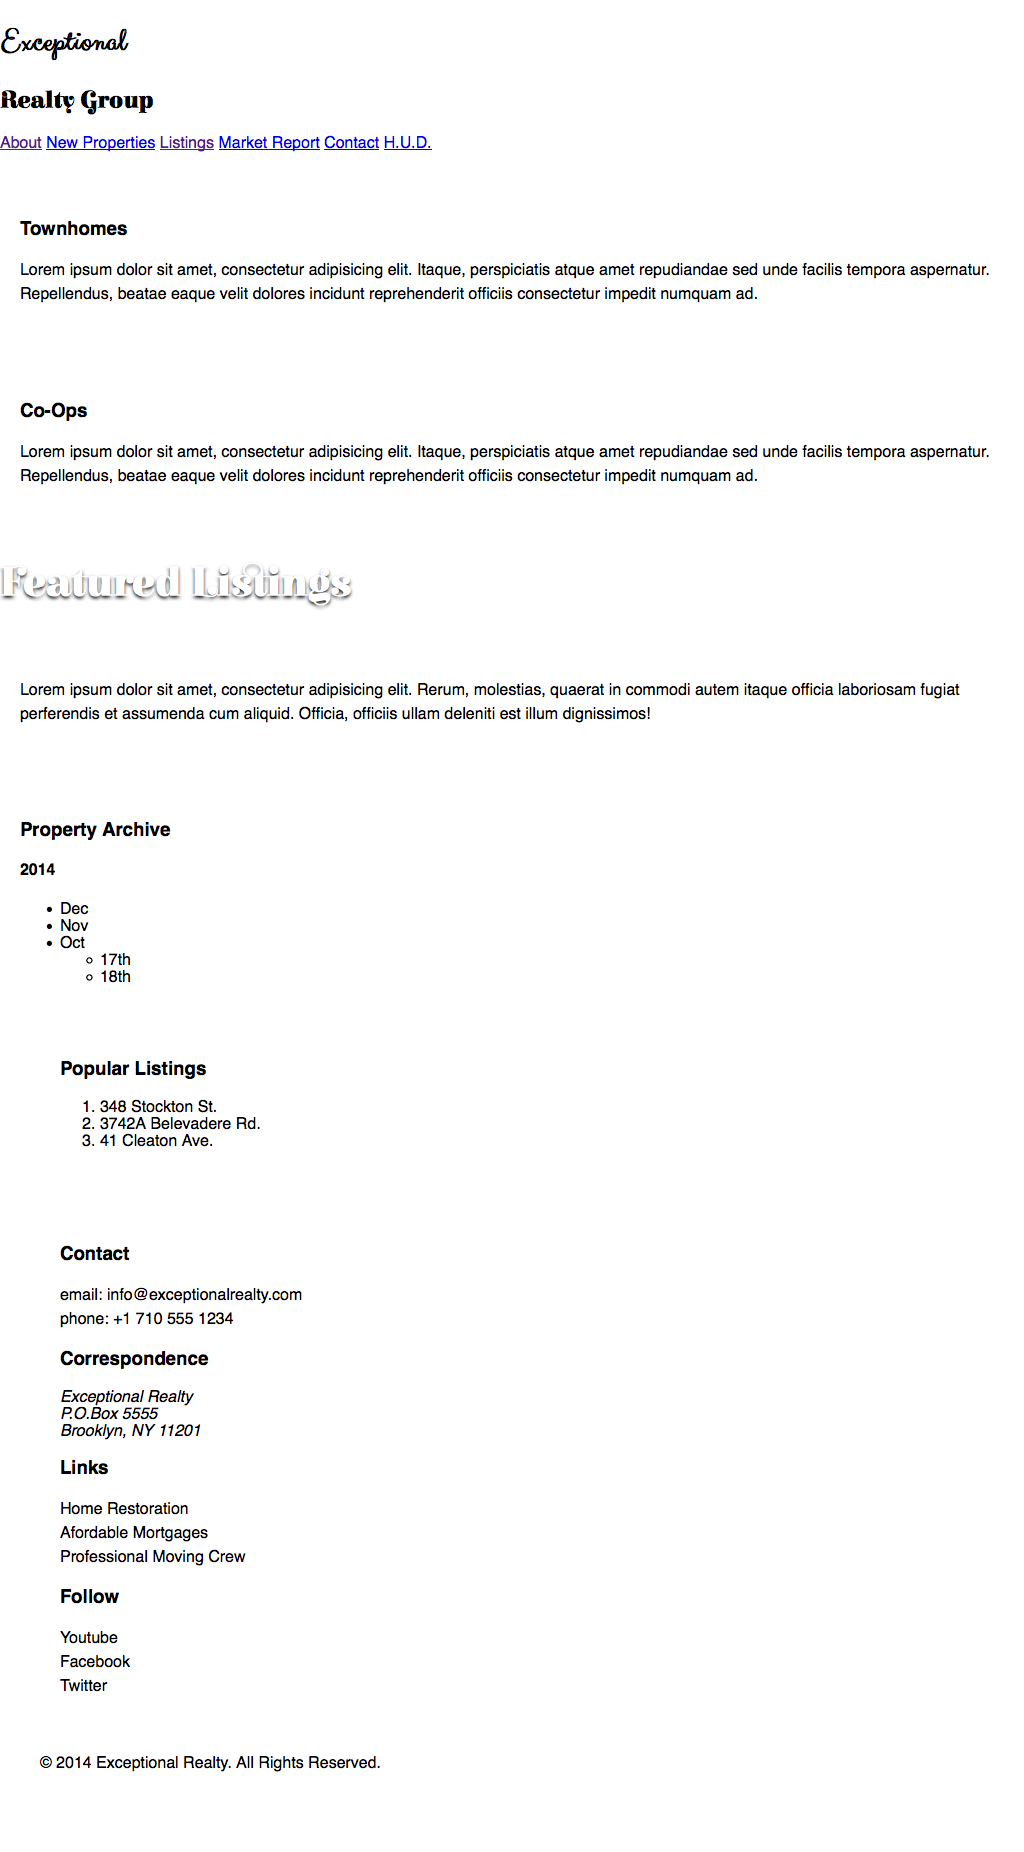 Exceptional
Realty Group
About New Properties Listings Market Report Contact H.U.D.
Townhomes
Lorem ipsum dolor sit amet, consectetur adipisicing elit. Itaque, perspiciatis atque amet repudiandae sed unde facilis tempora aspernatur.
Repellendus, beatae eaque velit dolores incidunt reprehenderit officiis consectetur impedit numquam ad.
Co-Ops
Lorem ipsum dolor sit amet, consectetur adipisicing elit. Itaque, perspiciatis atque amet repudiandae sed unde facilis tempora aspernatur.
Repellendus, beatae eaque velit dolores incidunt reprehenderit officiis consectetur impedit numquam ad.
Featured Listings
Lorem ipsum dolor sit amet, consectetur adipisicing elit. Rerum, molestias, quaerat in commodi autem itaque officia laboriosam fugiat
perferendis et assumenda cum aliquid. Officia, officiis ullam deleniti est illum dignissimos!
Property Archive
2014
• Dec
• Nov
• Oct
◦ 17th
◦ 18th
Popular Listings
1. 348 Stockton St.
2. 3742A Belevadere Rd.
3. 41 Cleaton Ave.
Contact
email: info@exceptionalrealty.com
phone: +1 710 555 1234
Correspondence
Exceptional Realty
P.O.Box 5555
Brooklyn, NY 11201
Links
Home Restoration
Afordable Mortgages
Professional Moving Crew
Follow
Youtube
Facebook
Twitter
© 2014 Exceptional Realty. All Rights Reserved.